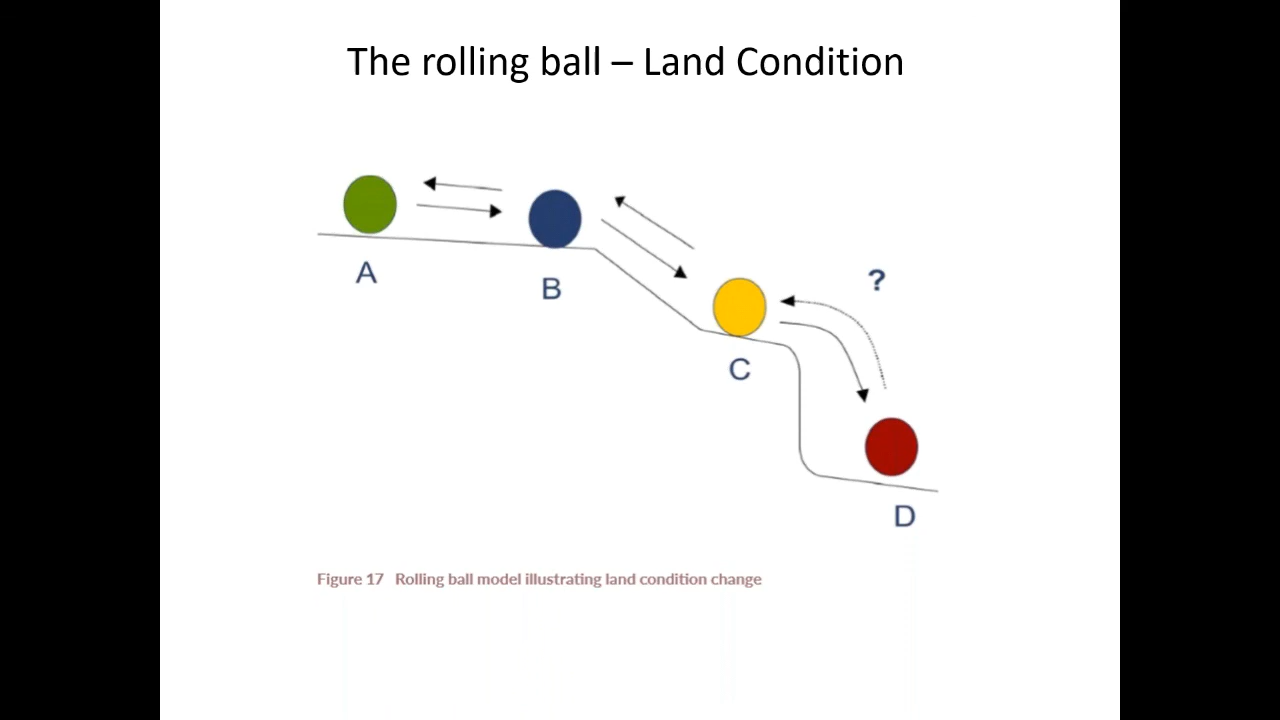 The rolling ball – Land Condition
A
B
?
C
D
Figure 17 Rolling ball model illustrating land condition change